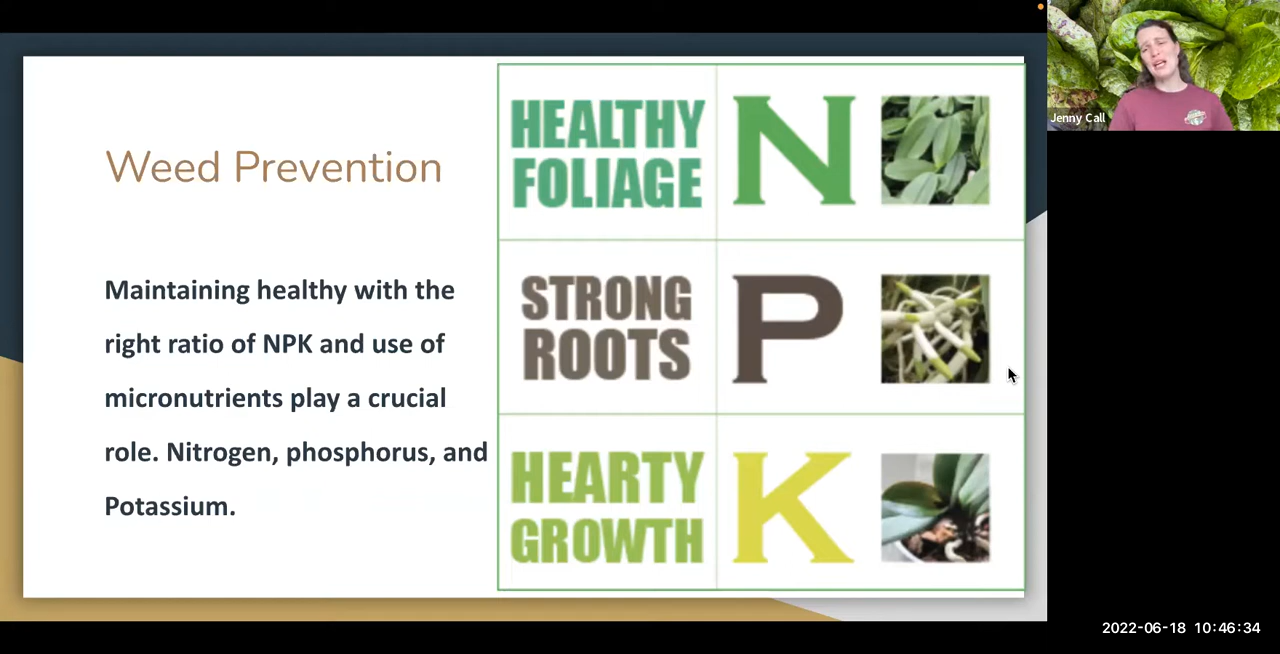 Weed Prevention
Maintaining healthy with the
right ratio of NPK and use of
micronutrients play a crucial
role. Nitrogen, phosphorus, and
Potassium.
HEALTHY
FOLIAGE
N
STRONG
ROOTS
P
HEARTY
GROWTH
K
Jenny Call
2022-06-18 10:46:34